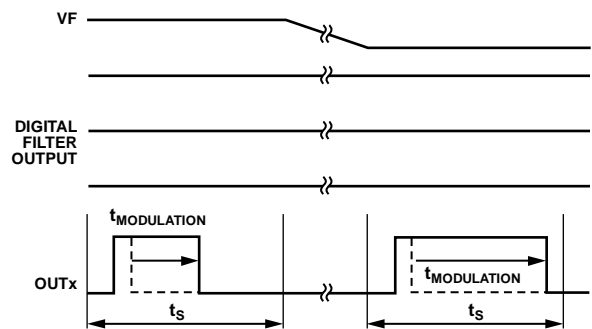 VF
DIGITAL
FILTER
OUTPUT
tMODULATION
OUTx
tMODULATION
tS
tS